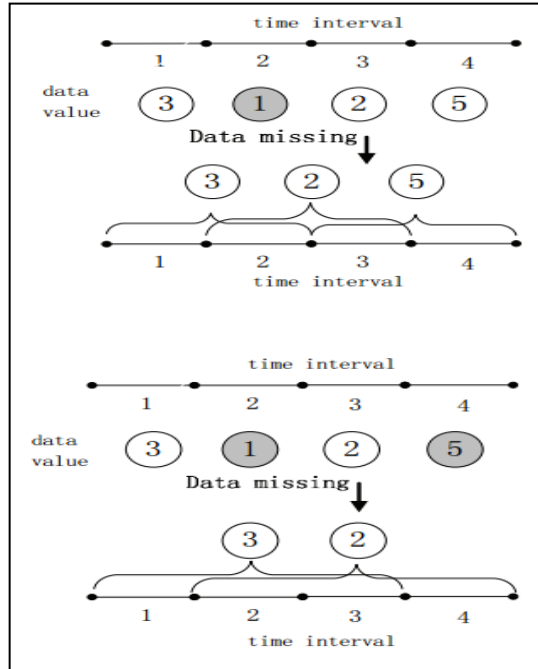 time interval
1 2 3 4
data value
3 1 2 5
Data missing
3 2 5
1 2 3 4
time interval
time interval
1 2 3 4
data value
3 1 2 5
Data missing
3 2
1 2 3 4
time interval